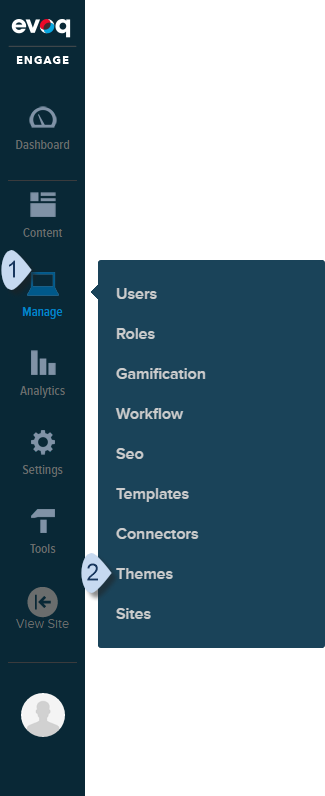 evoq
ENGAGE
Dashboard
Content
1
Manage
Analytics
Settings
Tools
View Site
Users
Roles
Gamification
Workflow
Seo
Templates
Connectors
2 Themes
Sites